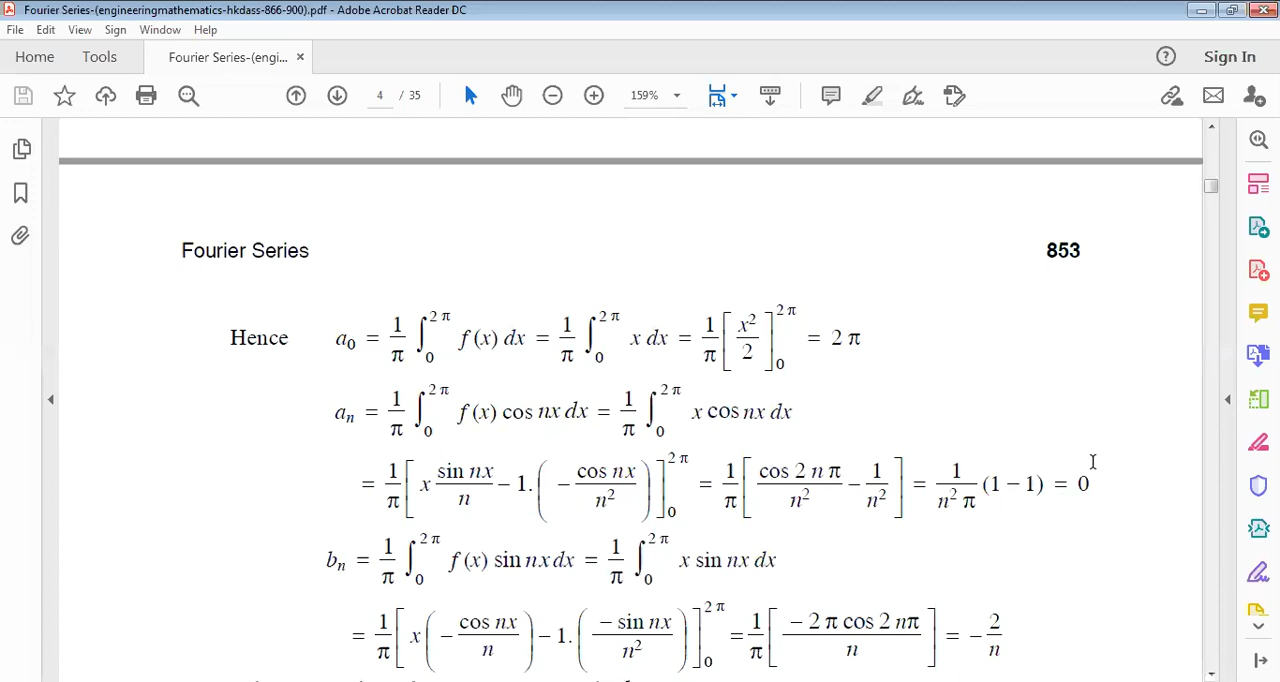 Fourier Series-(engineeringmathematics-hkdass-866-900).pdf - Adobe Acrobat Reader DC
File Edit View Sign Window Help
Home Tools Fourier Series-(engi... × Sign In
4 / 35 159%
Fourier Series 853
Hence a₀ = 1/π ∫₀^{2π} f(x) dx = 1/π ∫₀^{2π} x dx = 1/π [x²/2]₀^{2π} = 2π
aₙ = 1/π ∫₀^{2π} f(x) cos nx dx = 1/π ∫₀^{2π} x cos nx dx
= 1/π [x sin nx/n − 1.(− cos nx/n²)]₀^{2π} = 1/π [cos 2nπ/n² − 1/n²] = 1/n²π (1 − 1) = 0
bₙ = 1/π ∫₀^{2π} f(x) sin nx dx = 1/π ∫₀^{2π} x sin nx dx
= 1/π [x(− cos nx/n) − 1.(− sin nx/n²)]₀^{2π} = 1/π [− 2π cos 2nπ/n] = − 2/n